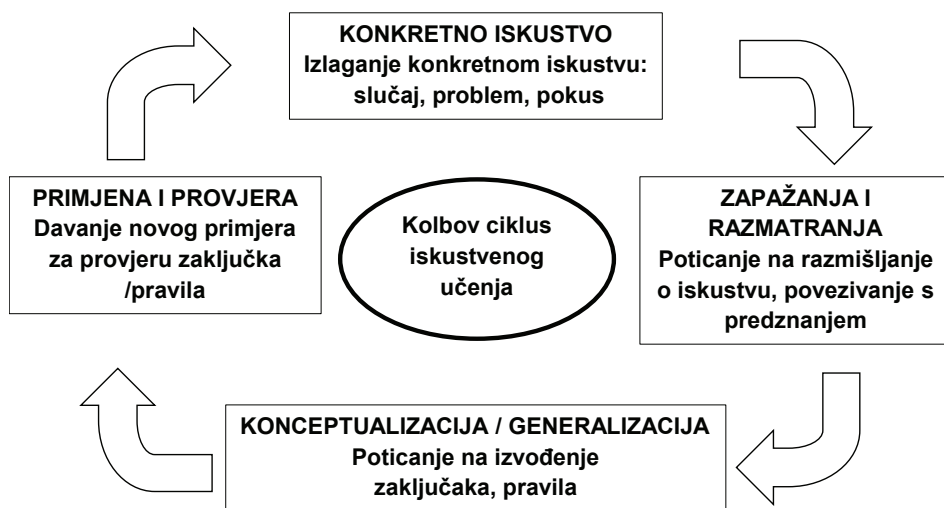 KONKRETNO ISKUSTVO
Izlaganje konkretnom iskustvu:
slučaj, problem, pokus
PRIMJENA I PROVJERA
Davanje novog primjera
za provjeru zaključka
/pravila
Kolbov ciklus
iskustvenog
učenja
ZAPAŽANJA I
RAZMATRANJA
Poticanje na razmišljanje
o iskustvu, povezivanje s
predznanjem
KONCEPTUALIZACIJA / GENERALIZACIJA
Poticanje na izvođenje
zaključaka, pravila